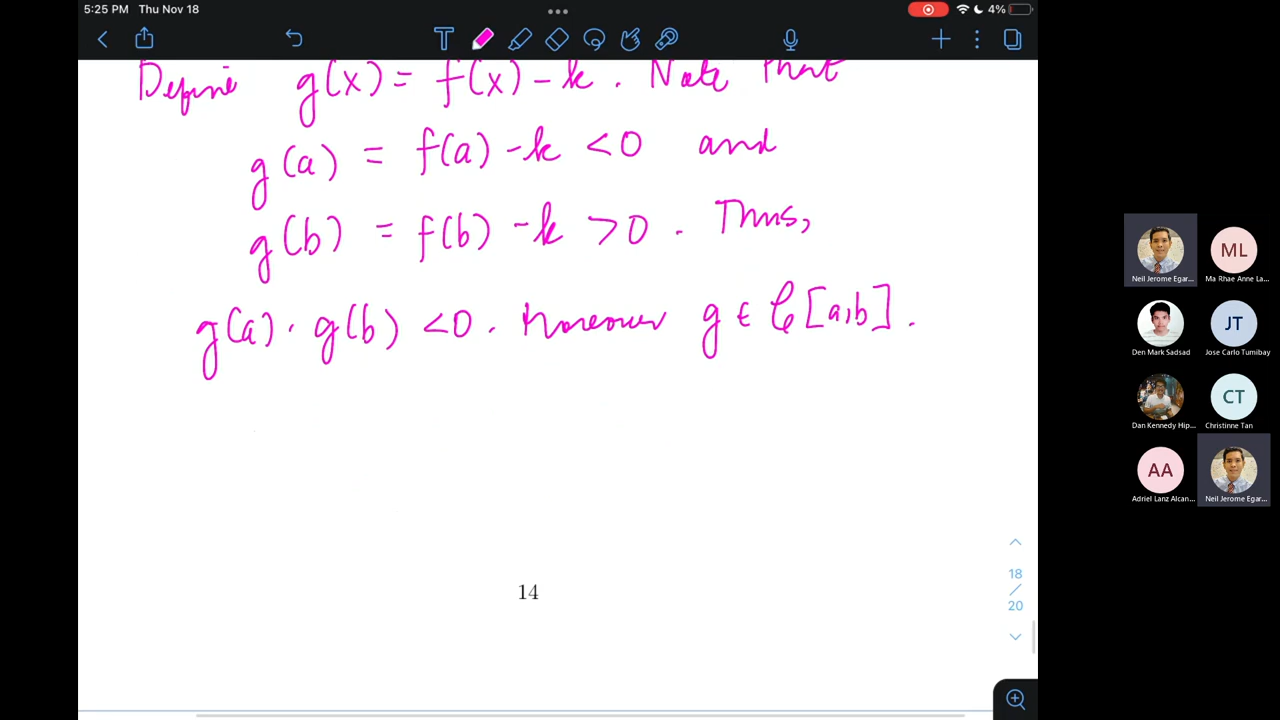 5:25 PM Thu Nov 18
4%
Define g(x) = f(x) - k. Note that
g(a) = f(a) - k < 0 and
g(b) = f(b) - k > 0. Thus,
g(a) · g(b) < 0. Moreover g ∈ C[a,b].
14
18
/
20
Neil Jerome Egar...
ML
Ma Rhae Anne La...
Den Mark Sadsad
JT
Jose Carlo Tumibay
Dan Kennedy Hip...
CT
Christinne Tan
AA
Adriel Lanz Alcan...
Neil Jerome Egar...